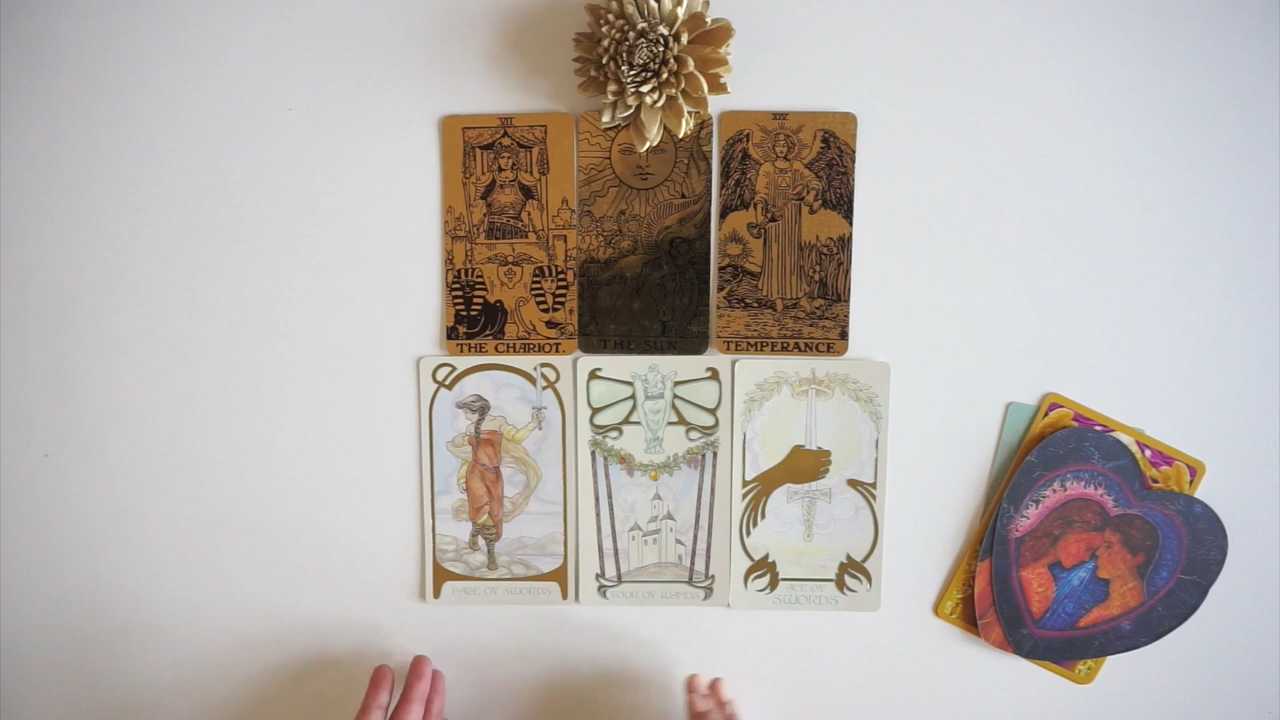 VII
XIV
THE CHARIOT.
THE SUN
TEMPERANCE.
PAGE OF SWORDS
FOUR OF WANDS
ACE OF
SWORDS